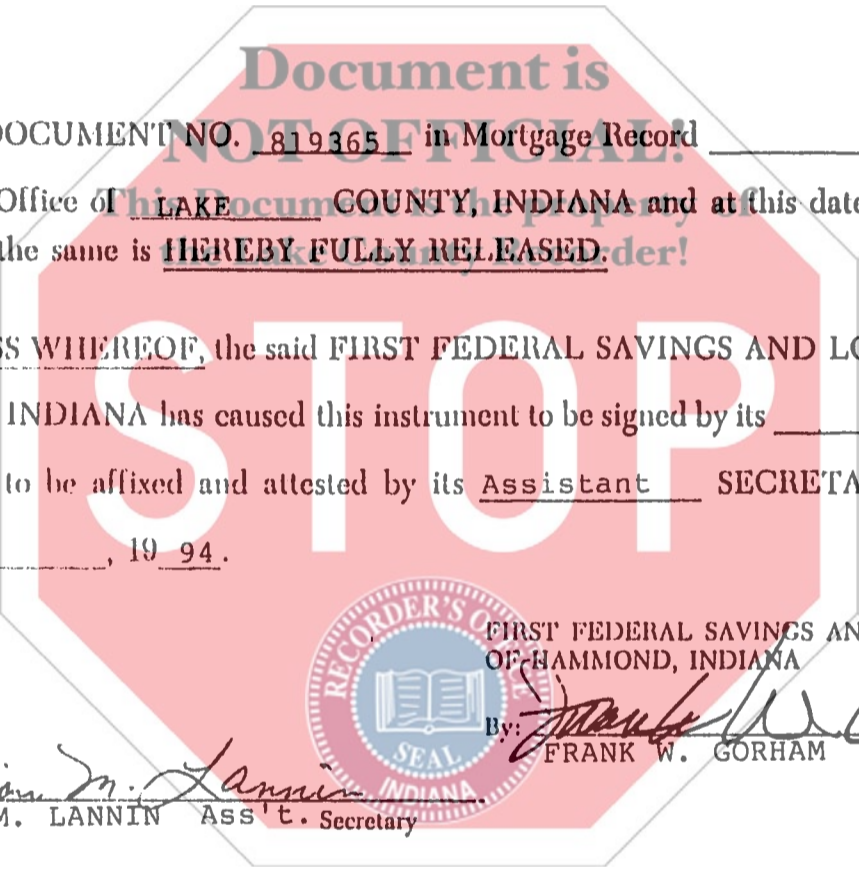 Document is
DOCUMENT NO. 819365 in Mortgage Record
NOT OFFICIAL!
Office of LAKE COUNTY, INDIANA and at this date
This Document is the property of
the same is HEREBY FULLY RELEASED.
the Lake County Recorder!
SS WHEREOF, the said FIRST FEDERAL SAVINGS AND LO
INDIANA has caused this instrument to be signed by its
STOP
to be affixed and attested by its Assistant SECRETA
, 19 94.
RECORDER'S OFFICE
SEAL
INDIANA
FIRST FEDERAL SAVINGS AN
OF HAMMOND, INDIANA
By:
FRANK W. GORHAM
M. Lannin
M. LANNIN Ass't. Secretary